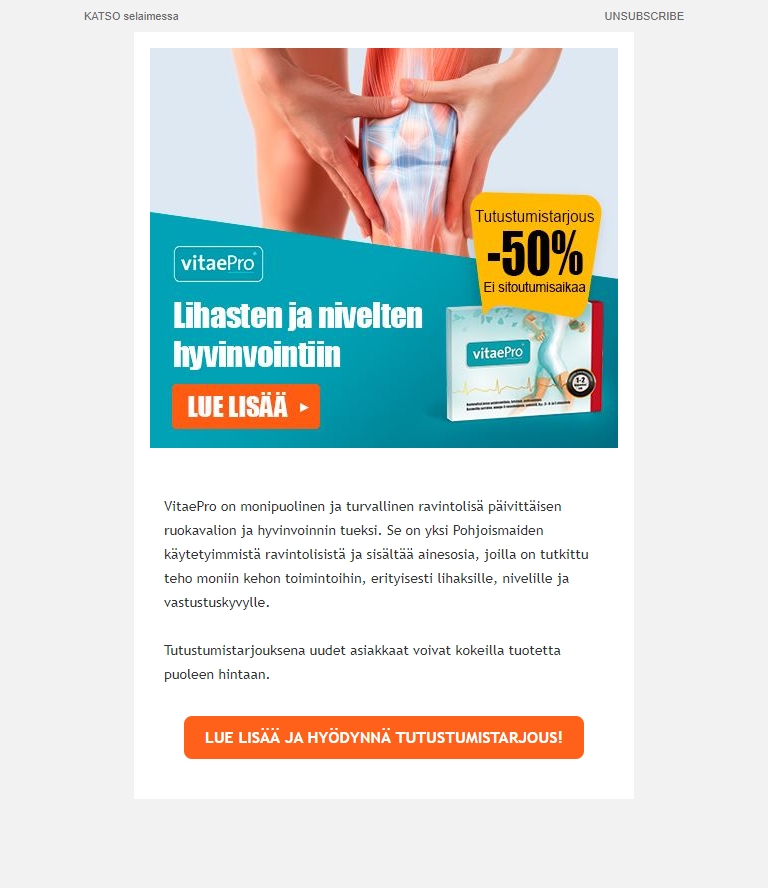 KATSO selaimessa
UNSUBSCRIBE
Tutustumistarjous
-50%
Ei sitoutumisaikaa
vitaePro
Lihasten ja nivelten
hyvinvointiin
LUE LISÄÄ
vitaePro
1-2
VitaePro on monipuolinen ja turvallinen ravintolisä päivittäisen
ruokavalion ja hyvinvoinnin tueksi. Se on yksi Pohjoismaiden
käytetyimmistä ravintolisistä ja sisältää ainesosia, joilla on tutkittu
teho moniin kehon toimintoihin, erityisesti lihaksille, nivelille ja
vastustuskyvylle.
Tutustumistarjouksena uudet asiakkaat voivat kokeilla tuotetta
puoleen hintaan.
LUE LISÄÄ JA HYÖDYNNÄ TUTUSTUMISTARJOUS!